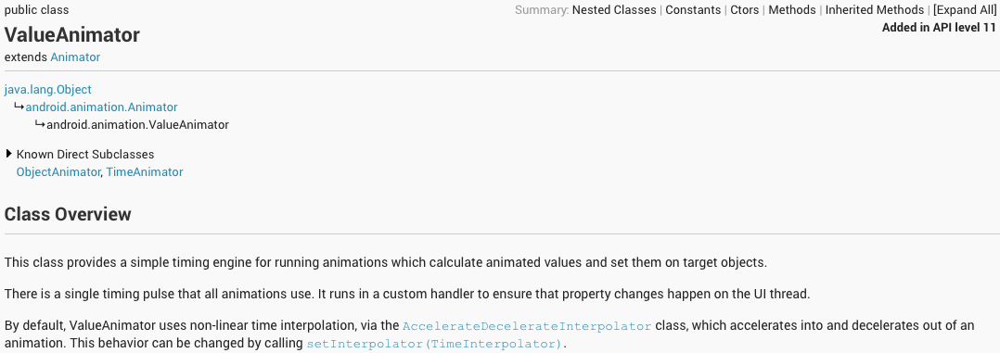 public class
Summary: Nested Classes | Constants | Ctors | Methods | Inherited Methods | [Expand All]
ValueAnimator
Added in API level 11
extends Animator
java.lang.Object
↳android.animation.Animator
↳android.animation.ValueAnimator
Known Direct Subclasses
ObjectAnimator, TimeAnimator
Class Overview
This class provides a simple timing engine for running animations which calculate animated values and set them on target objects.
There is a single timing pulse that all animations use. It runs in a custom handler to ensure that property changes happen on the UI thread.
By default, ValueAnimator uses non-linear time interpolation, via the AccelerateDecelerateInterpolator class, which accelerates into and decelerates out of an
animation. This behavior can be changed by calling setInterpolator(TimeInterpolator).